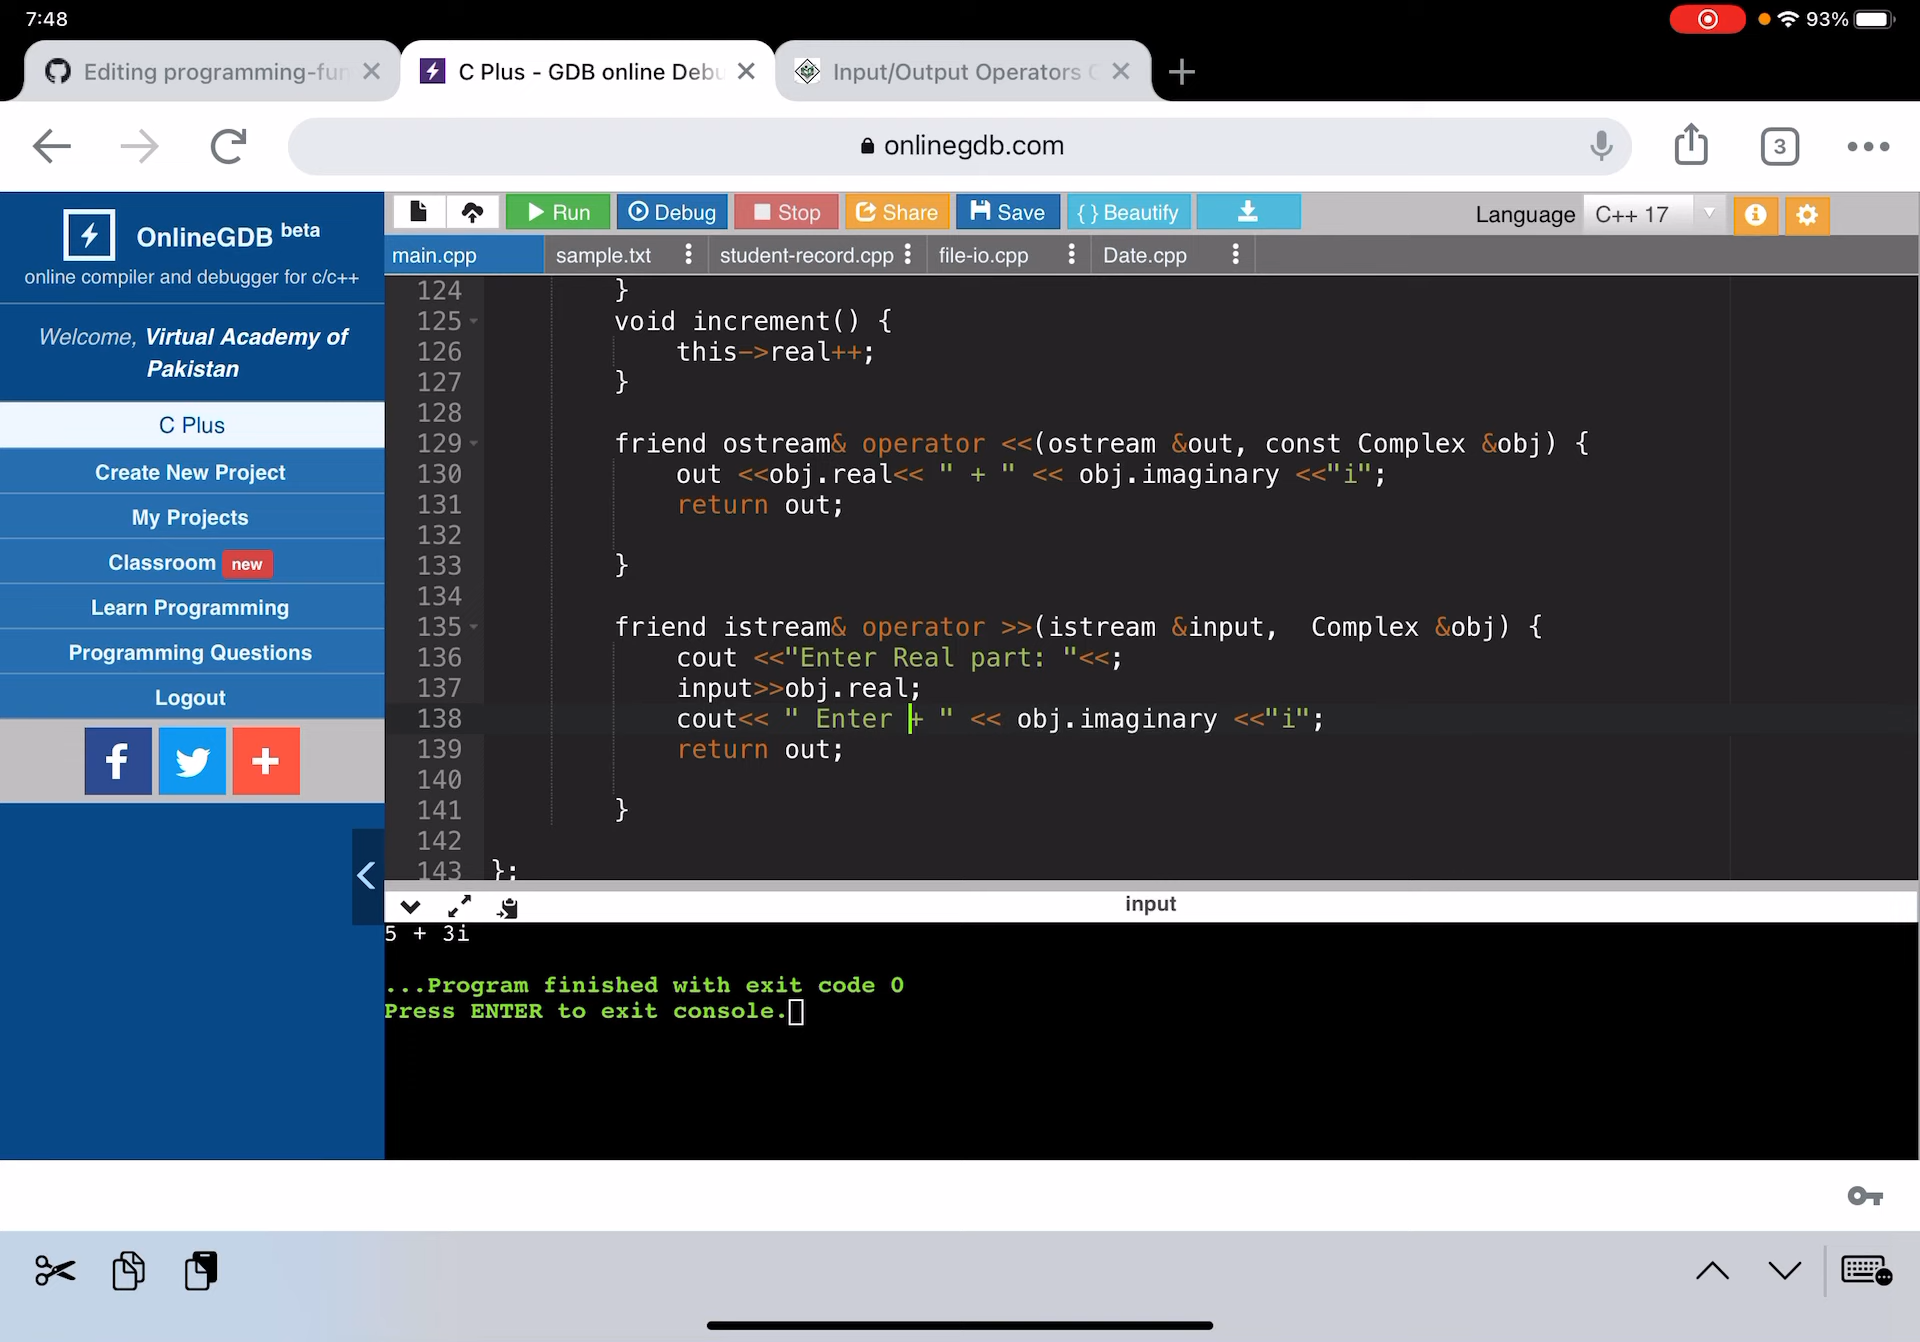 7:48
93%
Editing programming-fun
C Plus - GDB online Debu
Input/Output Operators C
onlinegdb.com
3
OnlineGDB beta
online compiler and debugger for c/c++
Welcome, Virtual Academy of
Pakistan
C Plus
Create New Project
My Projects
Classroom new
Learn Programming
Programming Questions
Logout
Run
Debug
Stop
Share
Save
{ } Beautify
Language C++ 17
main.cpp
sample.txt
student-record.cpp
file-io.cpp
Date.cpp
124 }
125 void increment() {
126 this->real++;
127 }
128
129 friend ostream& operator <<(ostream &out, const Complex &obj) {
130 out <<obj.real<< " + " << obj.imaginary <<"i";
131 return out;
132
133 }
134
135 friend istream& operator >>(istream &input,  Complex &obj) {
136 cout <<"Enter Real part: "<<;
137 input>>obj.real;
138 cout<< " Enter + " << obj.imaginary <<"i";
139 return out;
140
141 }
142
143 };
input
5 + 3i
...Program finished with exit code 0
Press ENTER to exit console.